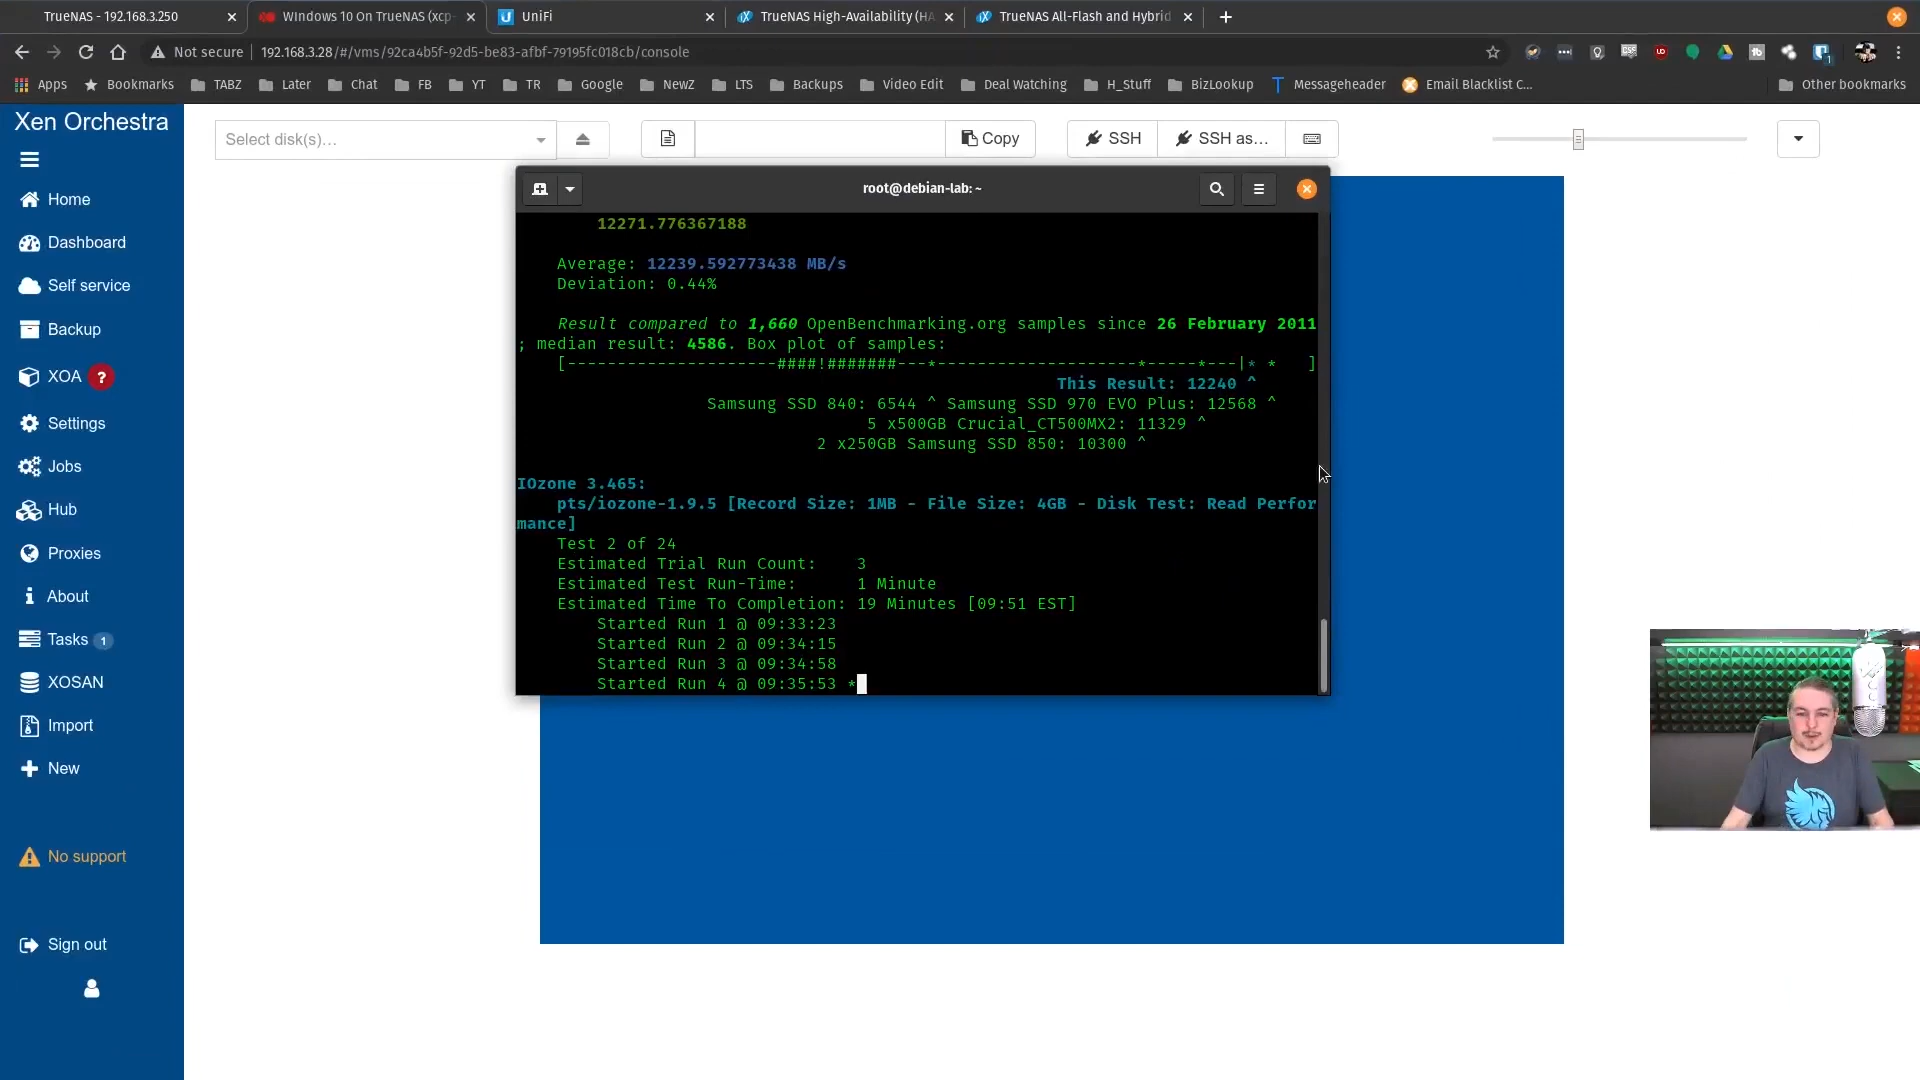 TrueNAS - 192.168.3.250
Windows 10 On TrueNAS (xcp-
UniFi
TrueNAS High-Availability (HA
TrueNAS All-Flash and Hybrid
Not secure
192.168.3.28/#/vms/92ca4b5f-92d5-be83-afbf-79195fc018cb/console
Apps
Bookmarks
TABZ
Later
Chat
FB
YT
TR
Google
NewZ
LTS
Backups
Video Edit
Deal Watching
H_Stuff
BizLookup
Messageheader
Email Blacklist C...
Other bookmarks
Xen Orchestra
Home
Dashboard
Self service
Backup
XOA ?
Settings
Jobs
Hub
Proxies
About
Tasks 1
XOSAN
Import
New
No support
Sign out
Select disk(s)...
Copy
SSH
SSH as...
root@debian-lab: ~
12271.776367188
Average: 12239.592773438 MB/s
Deviation: 0.44%
Result compared to 1,660 OpenBenchmarking.org samples since 26 February 2011
; median result: 4586. Box plot of samples:
[---------------------####!#######---*--------------------*-----*---|* *   ]
This Result: 12240 ^
Samsung SSD 840: 6544 ^ Samsung SSD 970 EVO Plus: 12568 ^
5 x500GB Crucial_CT500MX2: 11329 ^
2 x250GB Samsung SSD 850: 10300 ^
IOzone 3.465:
pts/iozone-1.9.5 [Record Size: 1MB - File Size: 4GB - Disk Test: Read Perfor
mance]
Test 2 of 24
Estimated Trial Run Count: 3
Estimated Test Run-Time: 1 Minute
Estimated Time To Completion: 19 Minutes [09:51 EST]
Started Run 1 @ 09:33:23
Started Run 2 @ 09:34:15
Started Run 3 @ 09:34:58
Started Run 4 @ 09:35:53 *